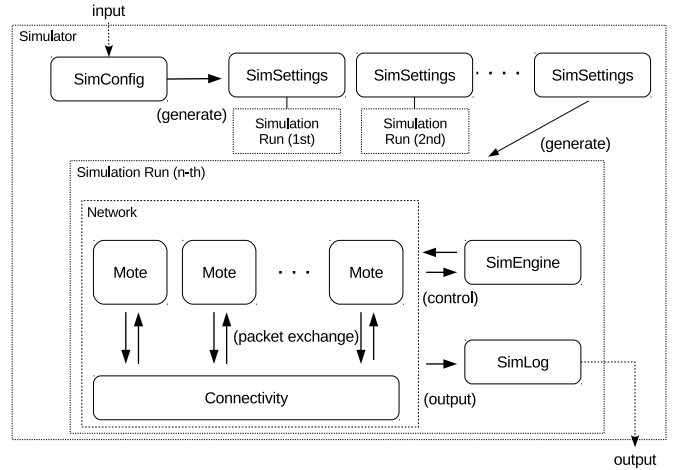 input
Simulator
SimConfig
SimSettings
SimSettings
· · · ·
SimSettings
(generate)
Simulation
Run (1st)
Simulation
Run (2nd)
(generate)
Simulation Run (n-th)
Network
Mote
Mote
· · ·
Mote
SimEngine
(control)
(packet exchange)
SimLog
Connectivity
(output)
output